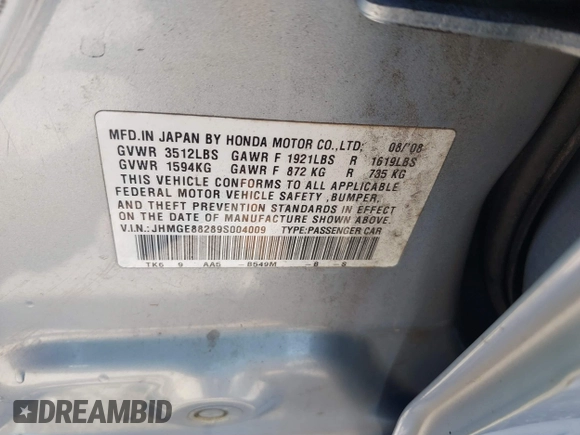 MFD.IN JAPAN BY HONDA MOTOR CO.,LTD; 08/'08
GVWR 3512LBS GAWR F 1921LBS R 1619LBS
GVWR 1594KG GAWR F 872 KG R 735 KG
THIS VEHICLE CONFORMS TO ALL APPLICABLE
FEDERAL MOTOR VEHICLE SAFETY ,BUMPER,
AND THEFT PREVENTION STANDARDS IN EFFECT
ON THE DATE OF MANUFACTURE SHOWN ABOVE.
V.I.N.:JHMGE88289S004009 TYPE:PASSENGER CAR
TK6 9 AA5 B549M
DREAMBID